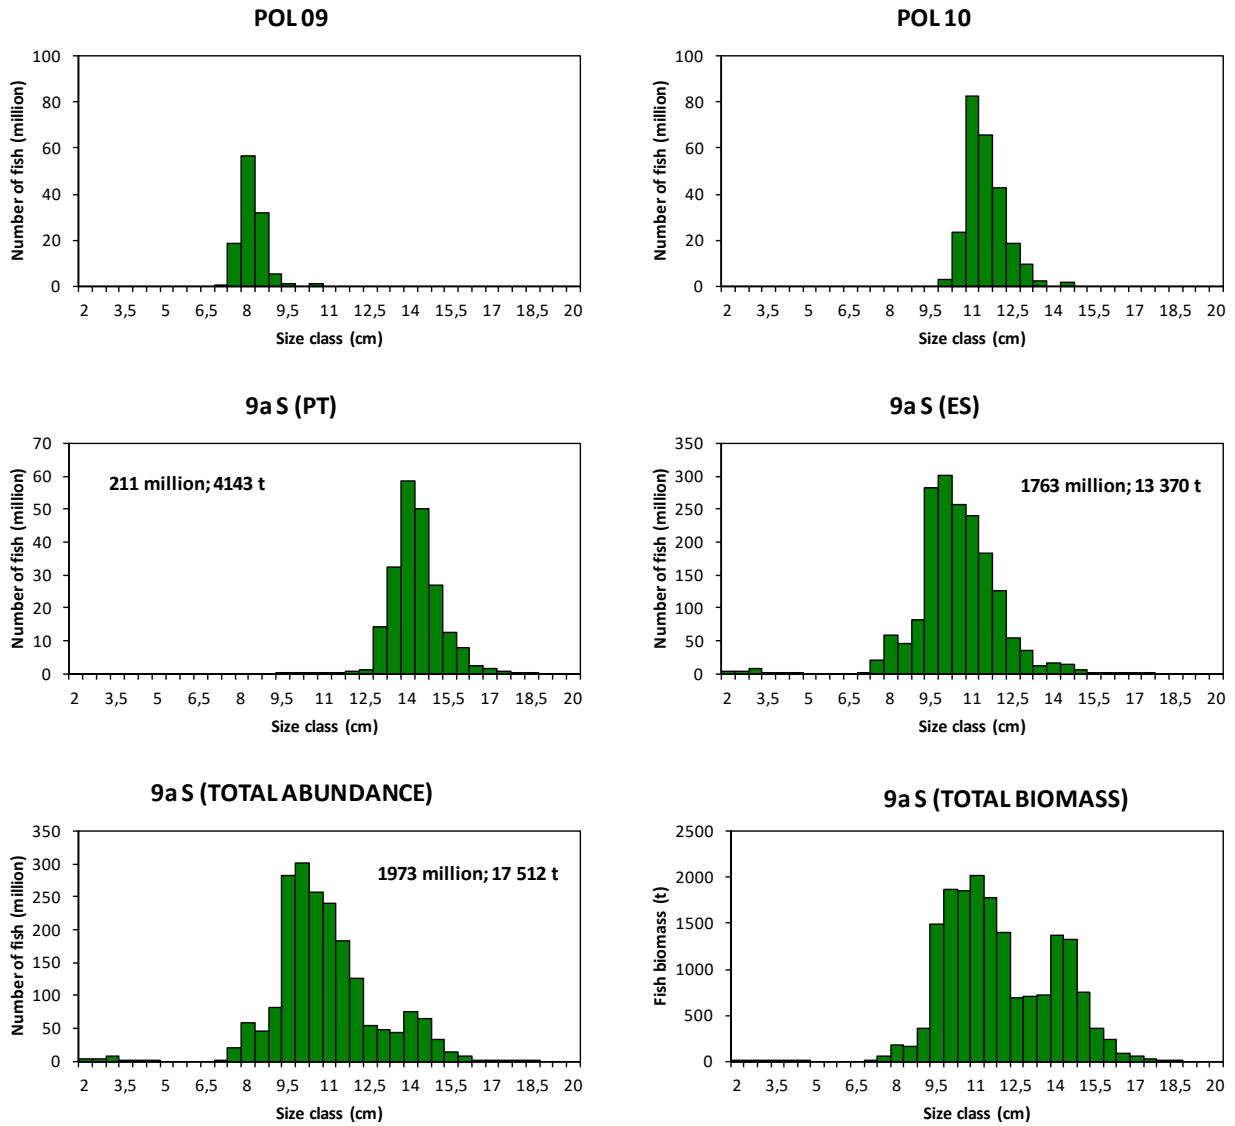 POL 09
100
80
60
40
20
0
Number of fish (million)
2 3,5 5 6,5 8 9,5 11 12,5 14 15,5 17 18,5 20
Size class (cm)
POL 10
100
80
60
40
20
0
Number of fish (million)
2 3,5 5 6,5 8 9,5 11 12,5 14 15,5 17 18,5 20
Size class (cm)
9a S (PT)
70
60
50
40
30
20
10
0
Number of fish (million)
211 million; 4143 t
2 3,5 5 6,5 8 9,5 11 12,5 14 15,5 17 18,5 20
Size class (cm)
9a S (ES)
350
300
250
200
150
100
50
0
Number of fish (million)
1763 million; 13 370 t
2 3,5 5 6,5 8 9,5 11 12,5 14 15,5 17 18,5 20
Size class (cm)
9a S (TOTAL ABUNDANCE)
350
300
250
200
150
100
50
0
Number of fish (million)
1973 million; 17 512 t
2 3,5 5 6,5 8 9,5 11 12,5 14 15,5 17 18,5 20
Size class (cm)
9a S (TOTAL BIOMASS)
2500
2000
1500
1000
500
0
Fish biomass (t)
2 3,5 5 6,5 8 9,5 11 12,5 14 15,5 17 18,5 20
Size class (cm)